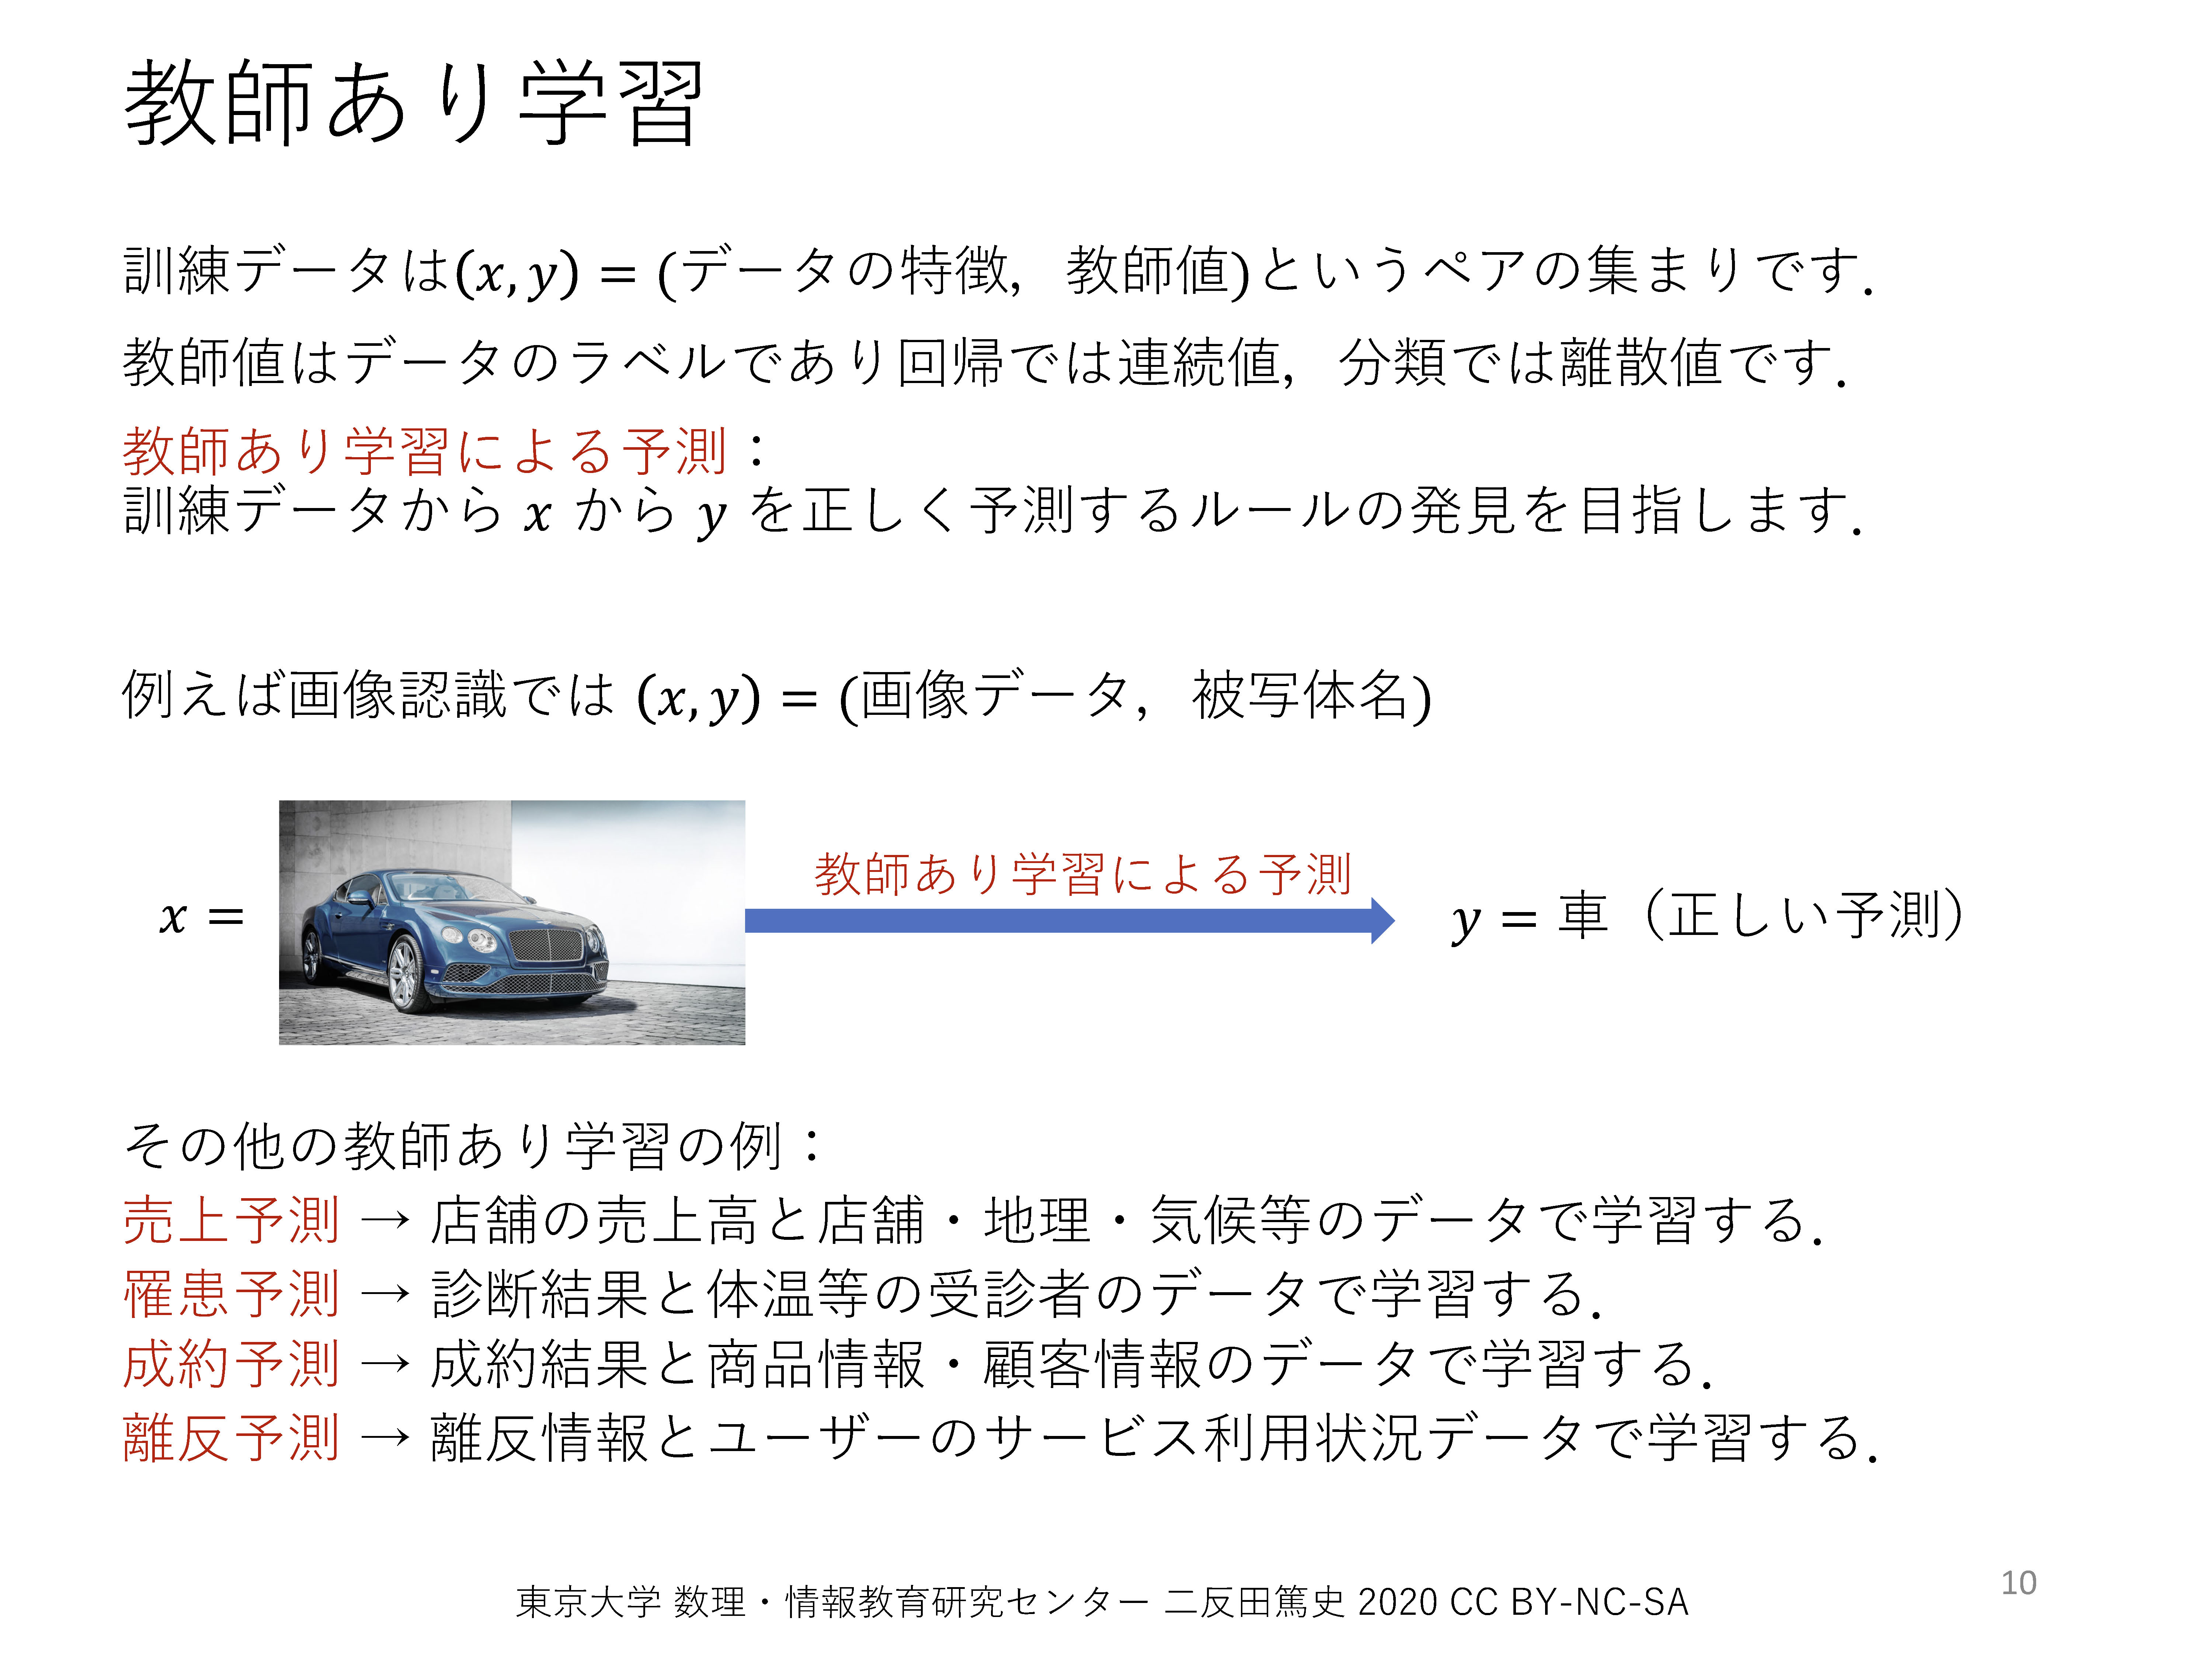 教師あり学習
訓練データは(x, y) = (データの特徴，教師値)というペアの集まりです．
教師値はデータのラベルであり回帰では連続値，分類では離散値です．
教師あり学習による予測：
訓練データから x から y を正しく予測するルールの発見を目指します．
例えば画像認識では (x, y) = (画像データ，被写体名)
x =
教師あり学習による予測
y = 車（正しい予測）
その他の教師あり学習の例：
売上予測 → 店舗の売上高と店舗・地理・気候等のデータで学習する．
罹患予測 → 診断結果と体温等の受診者のデータで学習する．
成約予測 → 成約結果と商品情報・顧客情報のデータで学習する．
離反予測 → 離反情報とユーザーのサービス利用状況データで学習する．
東京大学 数理・情報教育研究センター 二反田篤史 2020 CC BY-NC-SA
10